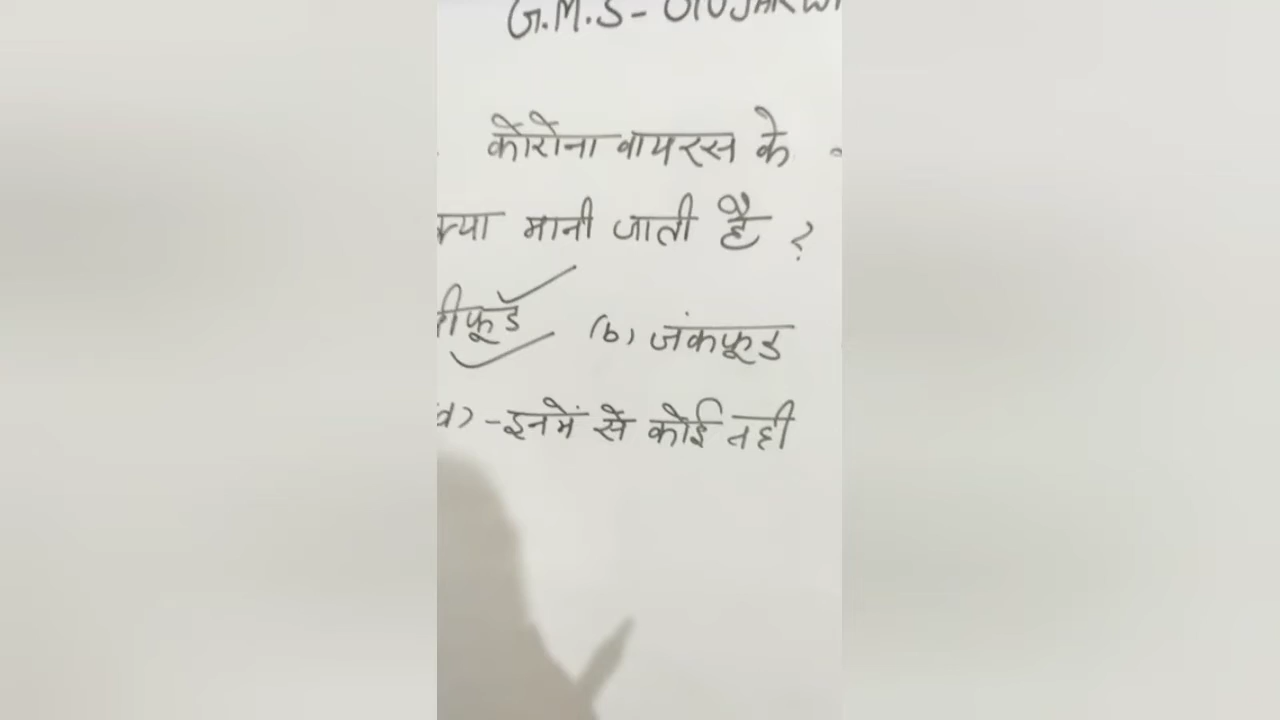 G.M.S-
कोरोना वायरस के
क्या मानी जाती है ?
(b) जंकफूड
इनमें से कोई नही